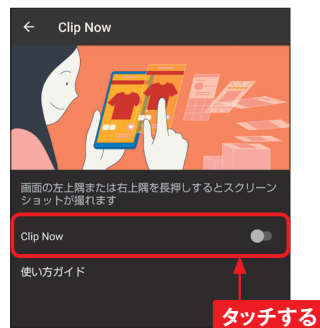 ← Clip Now
画面の左上隅または右上隅を長押しするとスクリーン
ショットが撮れます
Clip Now
使い方ガイド
タッチする